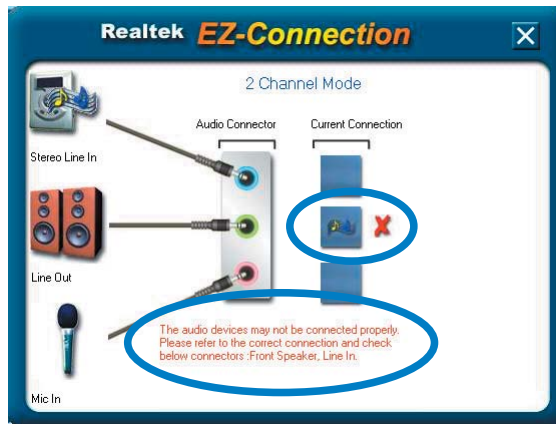 Realtek EZ-Connection
2 Channel Mode
Audio Connector
Current Connection
Stereo Line In
Line Out
The audio devices may not be connected properly.
Please refer to the correct connection and check
below connectors :Front Speaker, Line In.
Mic In